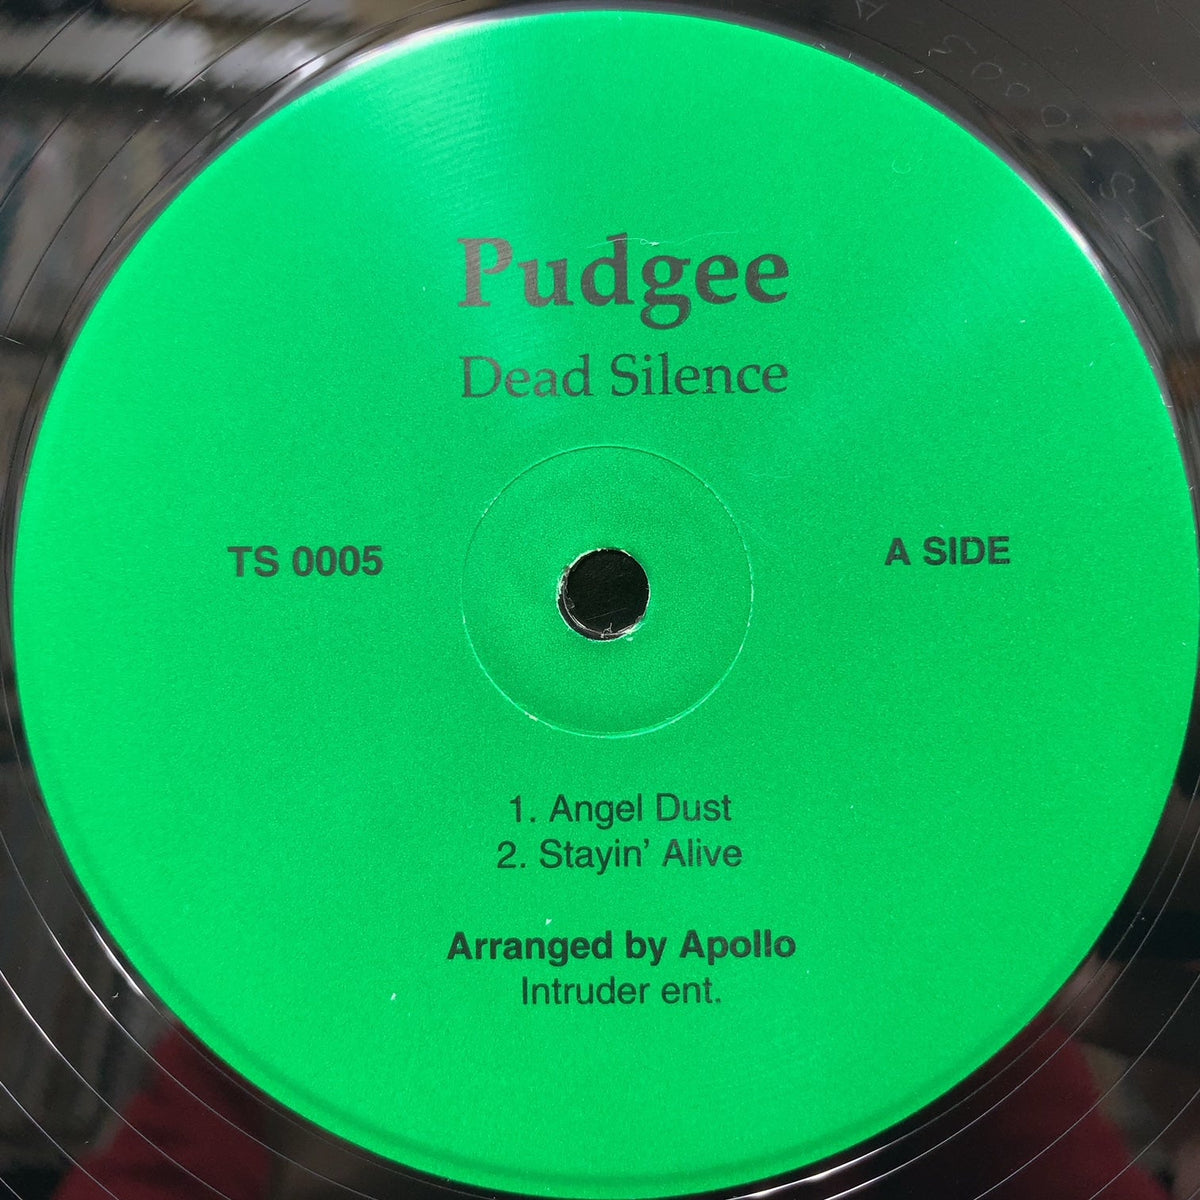 Pudgee
Dead Silence
TS 0005
A SIDE
1. Angel Dust
2. Stayin' Alive
Arranged by Apollo
Intruder ent.